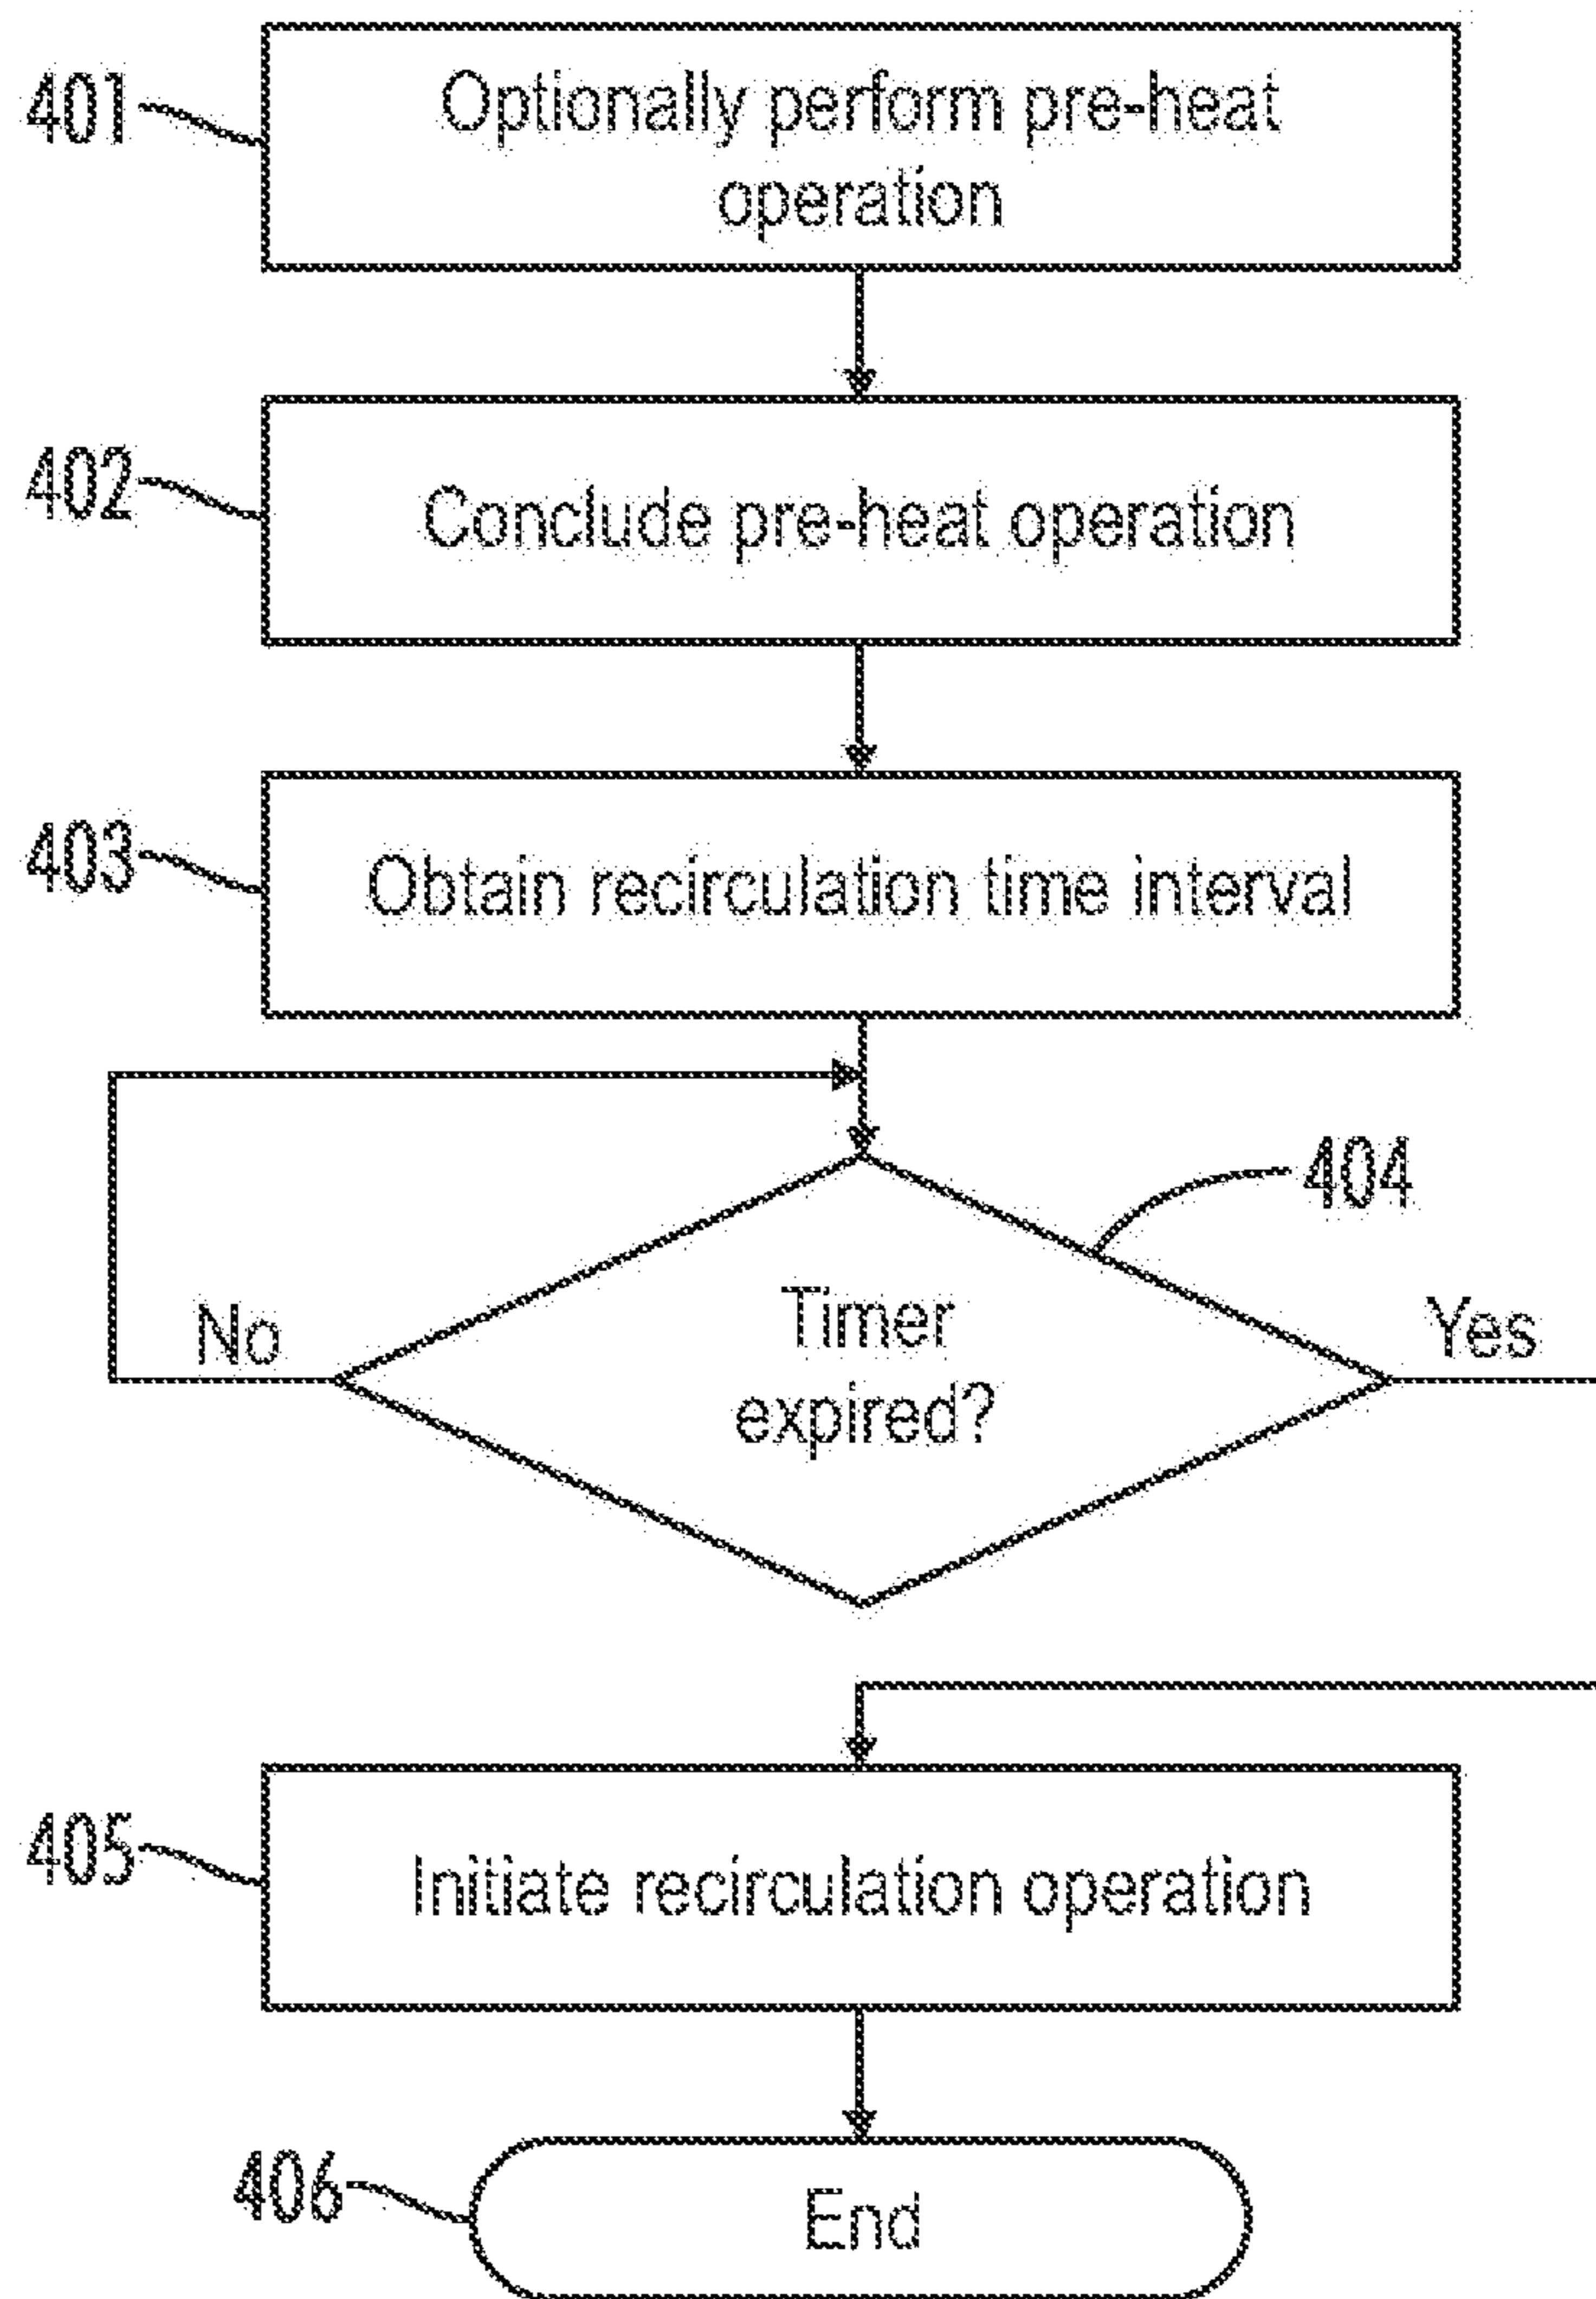 401
Optionally perform pre-heat
operation
402
Conclude pre-heat operation
403
Obtain recirculation time interval
404
Timer
expired?
No
Yes
405
Initiate recirculation operation
406
End